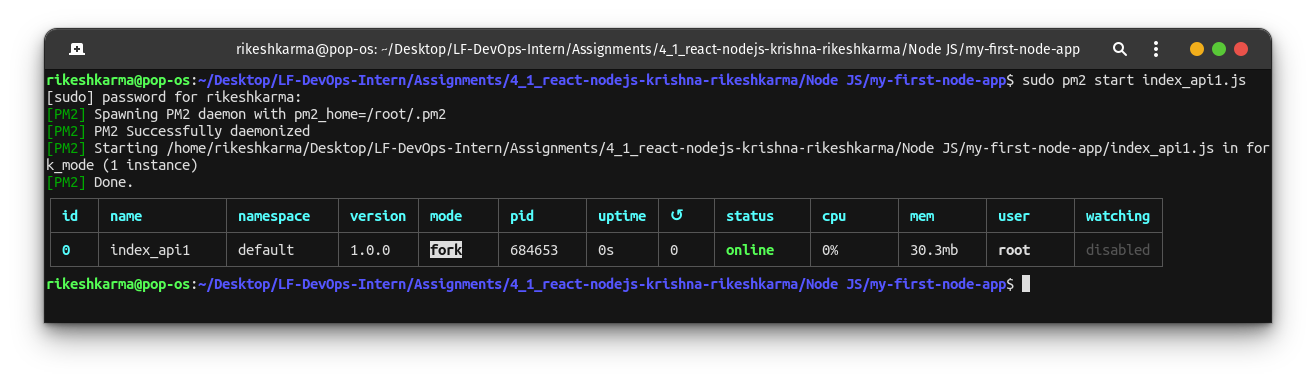 rikeshkarma@pop-os: ~/Desktop/LF-DevOps-Intern/Assignments/4_1_react-nodejs-krishna-rikeshkarma/Node JS/my-first-node-app
rikeshkarma@pop-os:~/Desktop/LF-DevOps-Intern/Assignments/4_1_react-nodejs-krishna-rikeshkarma/Node JS/my-first-node-app$ sudo pm2 start index_api1.js
[sudo] password for rikeshkarma:
[PM2] Spawning PM2 daemon with pm2_home=/root/.pm2
[PM2] PM2 Successfully daemonized
[PM2] Starting /home/rikeshkarma/Desktop/LF-DevOps-Intern/Assignments/4_1_react-nodejs-krishna-rikeshkarma/Node JS/my-first-node-app/index_api1.js in for
k_mode (1 instance)
[PM2] Done.
id name namespace version mode pid uptime ↺ status cpu mem user watching
0 index_api1 default 1.0.0 fork 684653 0s 0 online 0% 30.3mb root disabled
rikeshkarma@pop-os:~/Desktop/LF-DevOps-Intern/Assignments/4_1_react-nodejs-krishna-rikeshkarma/Node JS/my-first-node-app$